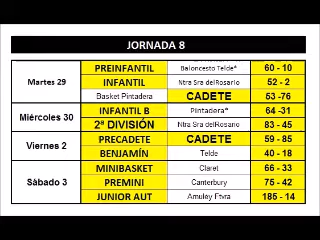 JORNADA 8
Martes 29
PREINFANTIL Baloncesto Telde* 60 - 10
INFANTIL Ntra Sra delRosario 52 - 2
Basket Pintadera CADETE 53 -76
Miércoles 30
INFANTIL B Pintadera* 64 -31
2ª DIVISIÓN Ntra Sra delRosario 83 - 45
Viernes 2
PRECADETE CADETE 59 - 85
BENJAMÍN Telde 40 - 18
Sàbado 3
MINIBASKET Claret 66 - 33
PREMINI Canterbury 75 - 42
JUNIOR AUT Amuley Ftvra 185 - 14